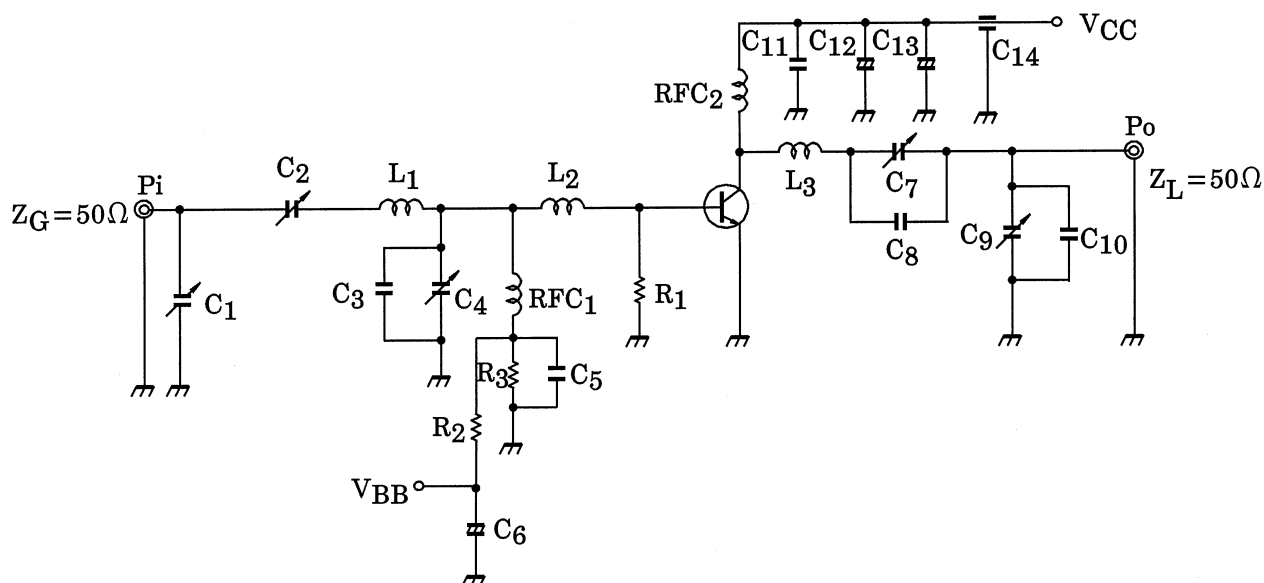 VCC
C11
C12
C13
C14
RFC2
Po
Pi
C2
L1
L2
L3
C7
ZL=50Ω
ZG=50Ω
C8
C9
C10
C1
C3
C4
RFC1
R1
R3
C5
R2
VBB
C6